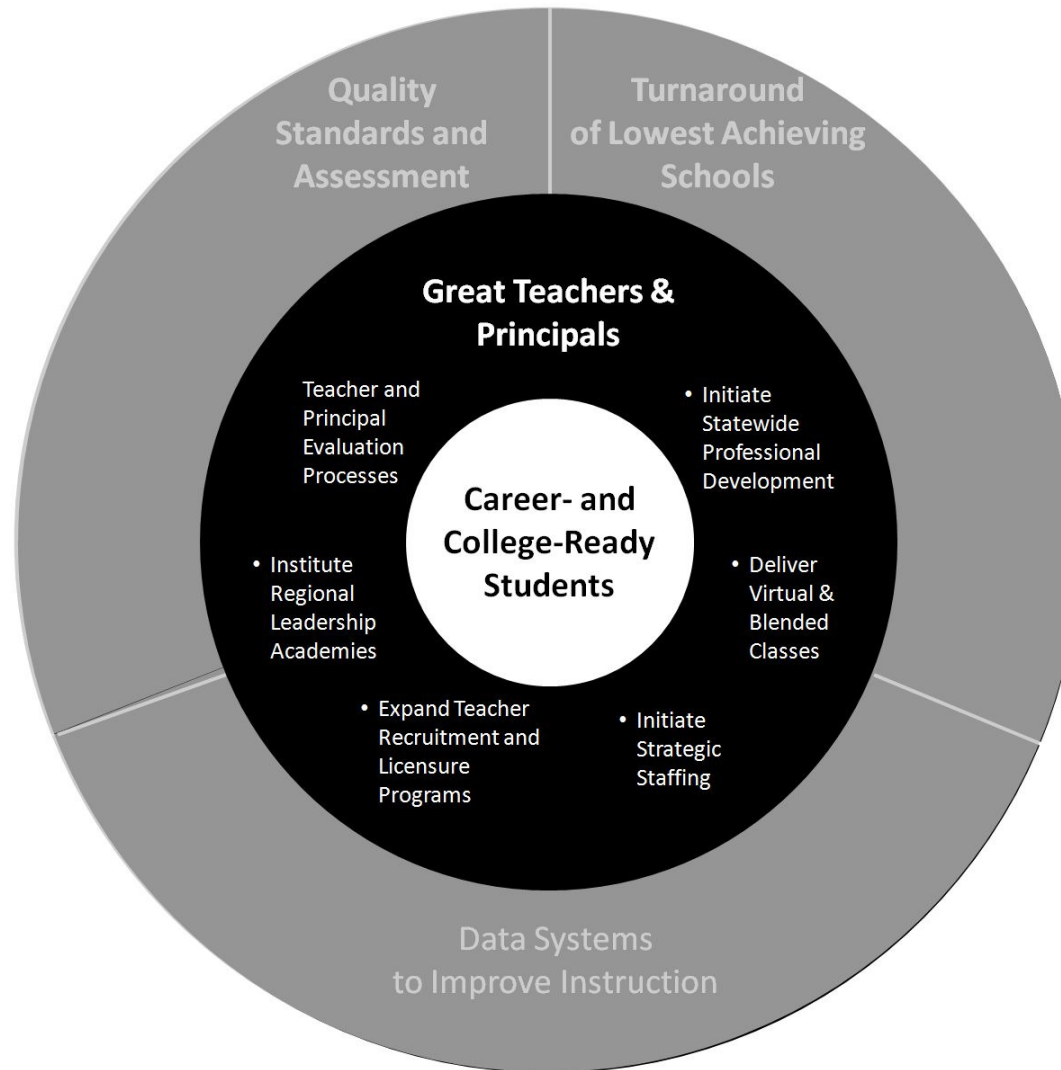 Quality
Standards and
Assessment
Turnaround
of Lowest Achieving
Schools
Great Teachers &
Principals
Teacher and
Principal
Evaluation
Processes
• Initiate
Statewide
Professional
Development
Career- and
College-Ready
Students
• Institute
Regional
Leadership
Academies
• Deliver
Virtual &
Blended
Classes
• Expand Teacher
Recruitment and
Licensure
Programs
• Initiate
Strategic
Staffing
Data Systems
to Improve Instruction